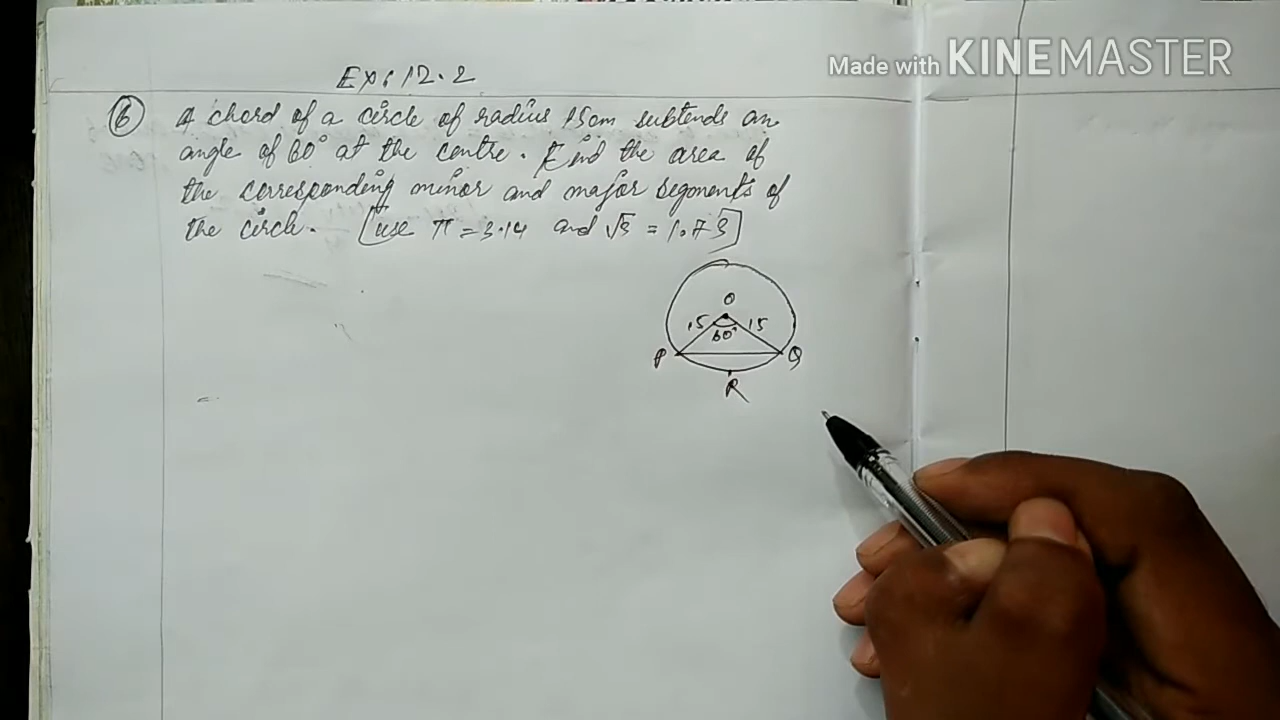 Made with KINEMASTER
Ex: 12.2
6 A chord of a circle of radius 15cm subtends an
angle of 60° at the centre. Find the area of
the corresponding minor and major segments of
the circle. [use π = 3.14 and √3 = 1.73]
O
15 15
60°
P Q
R